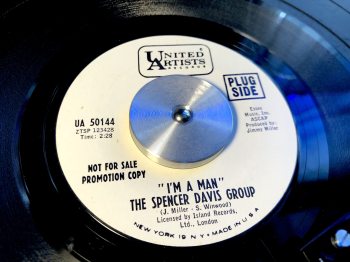 UNITED
ARTISTS
RECORDS
PLUG
SIDE
UA 50144
ZTSP 123428
Time: 2:28
Essex
Music, Inc.
ASCAP
Produced by:
Jimmy Miller
NOT FOR SALE
PROMOTION COPY
"I'M A MAN"
THE SPENCER DAVIS GROUP
(J. Miller - S. Winwood)
Licensed by Island Records,
Ltd., London
NEW YORK 19 N.Y. • MADE IN U.S.A.